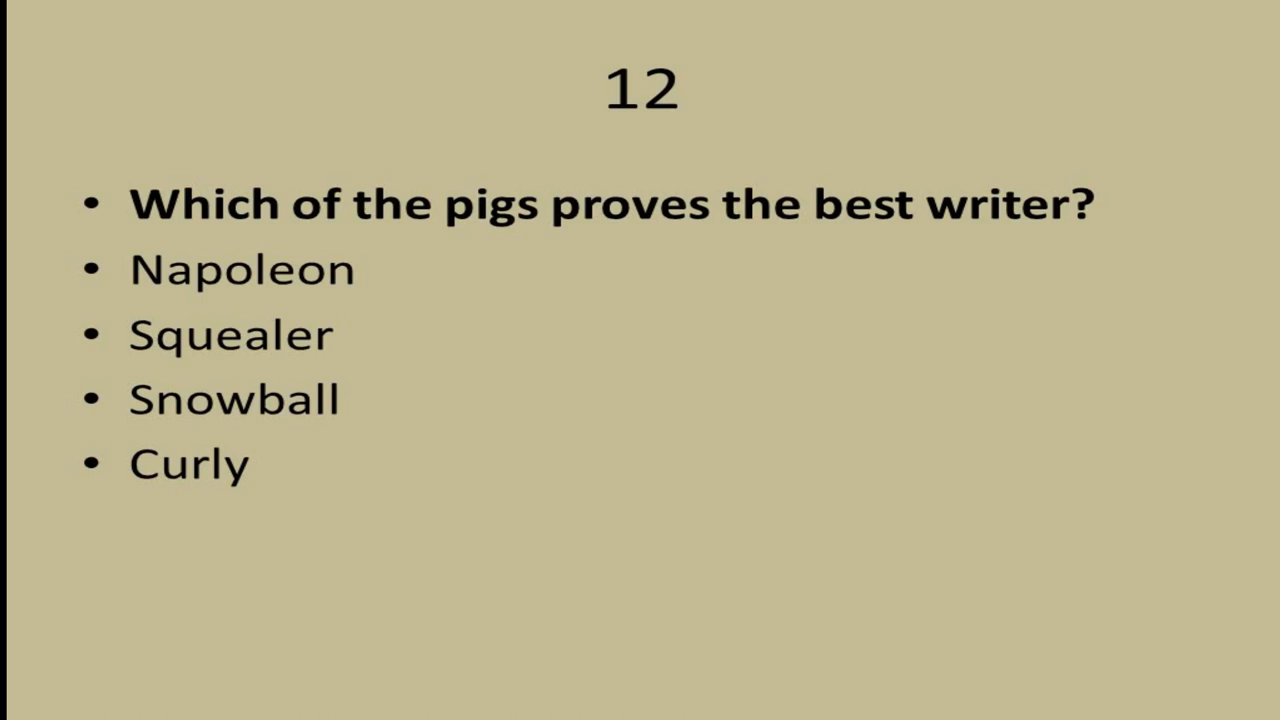 12
• Which of the pigs proves the best writer?
• Napoleon
• Squealer
• Snowball
• Curly